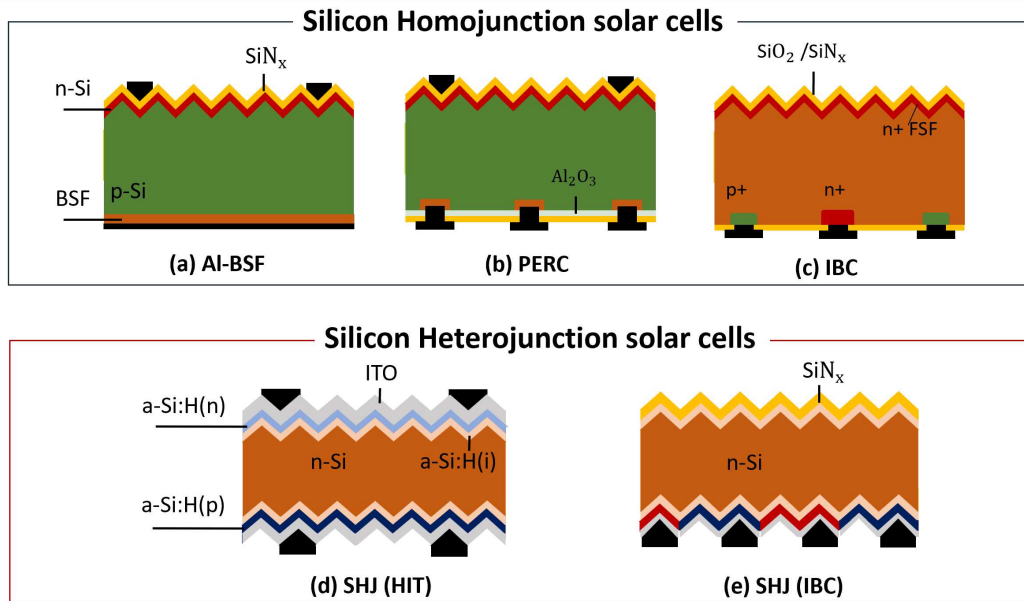 Silicon Homojunction solar cells
SiNₓ
n-Si
p-Si
BSF
(a) Al-BSF
Al₂O₃
(b) PERC
SiO₂ /SiNₓ
n+ FSF
p+
n+
(c) IBC
Silicon Heterojunction solar cells
ITO
a-Si:H(n)
n-Si
a-Si:H(i)
a-Si:H(p)
(d) SHJ (HIT)
SiNₓ
n-Si
(e) SHJ (IBC)